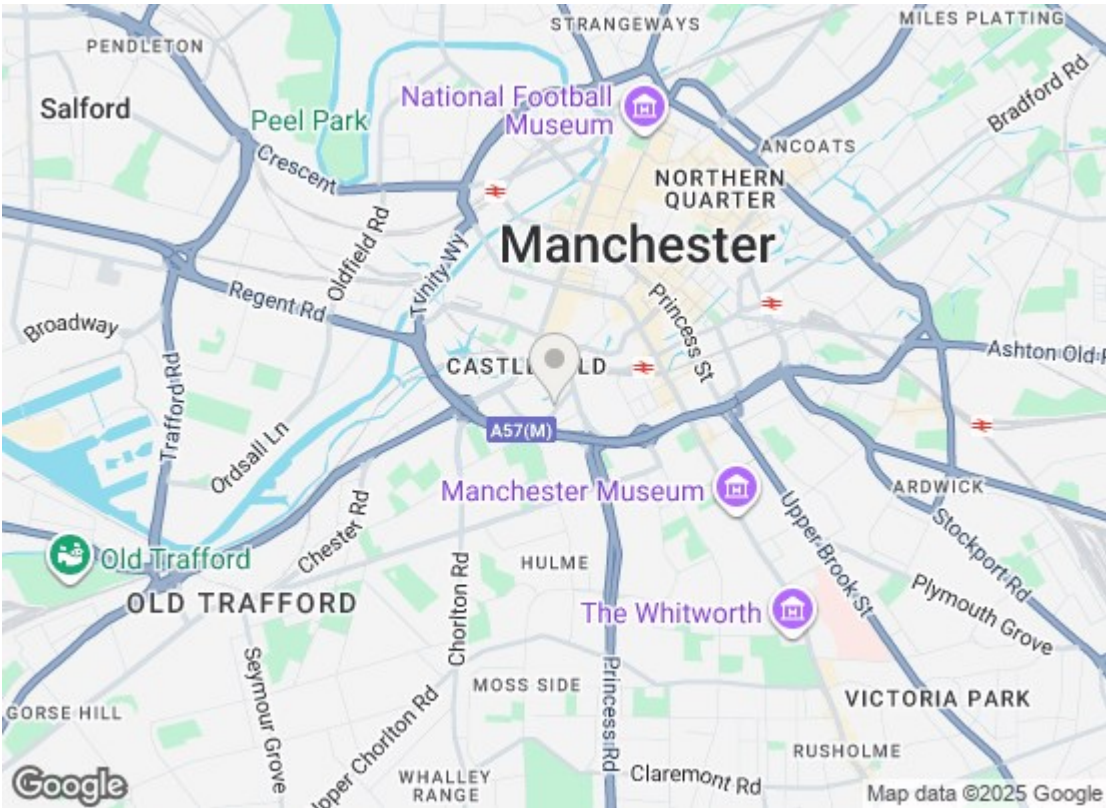 STRANGEWAYS
MILES PLATTING
PENDLETON
Salford
National Football
Museum
Bradford Rd
Peel Park
ANCOATS
Crescent
NORTHERN
QUARTER
Oldfield Rd
Manchester
Trinity Wy
Regent Rd
Princess St
Broadway
Ashton Old R
Trafford Rd
CASTLEFIELD
A57(M)
Ordsall Ln
Manchester Museum
ARDWICK
Chester Rd
Upper Brook St
Stockport Rd
Old Trafford
HULME
Plymouth Grove
OLD TRAFFORD
Chorlton Rd
The Whitworth
Seymour Grove
MOSS SIDE
Princess Rd
VICTORIA PARK
GORSE HILL
Upper Chorlton Rd
RUSHOLME
WHALLEY
RANGE
Claremont Rd
Google
Map data ©2025 Google